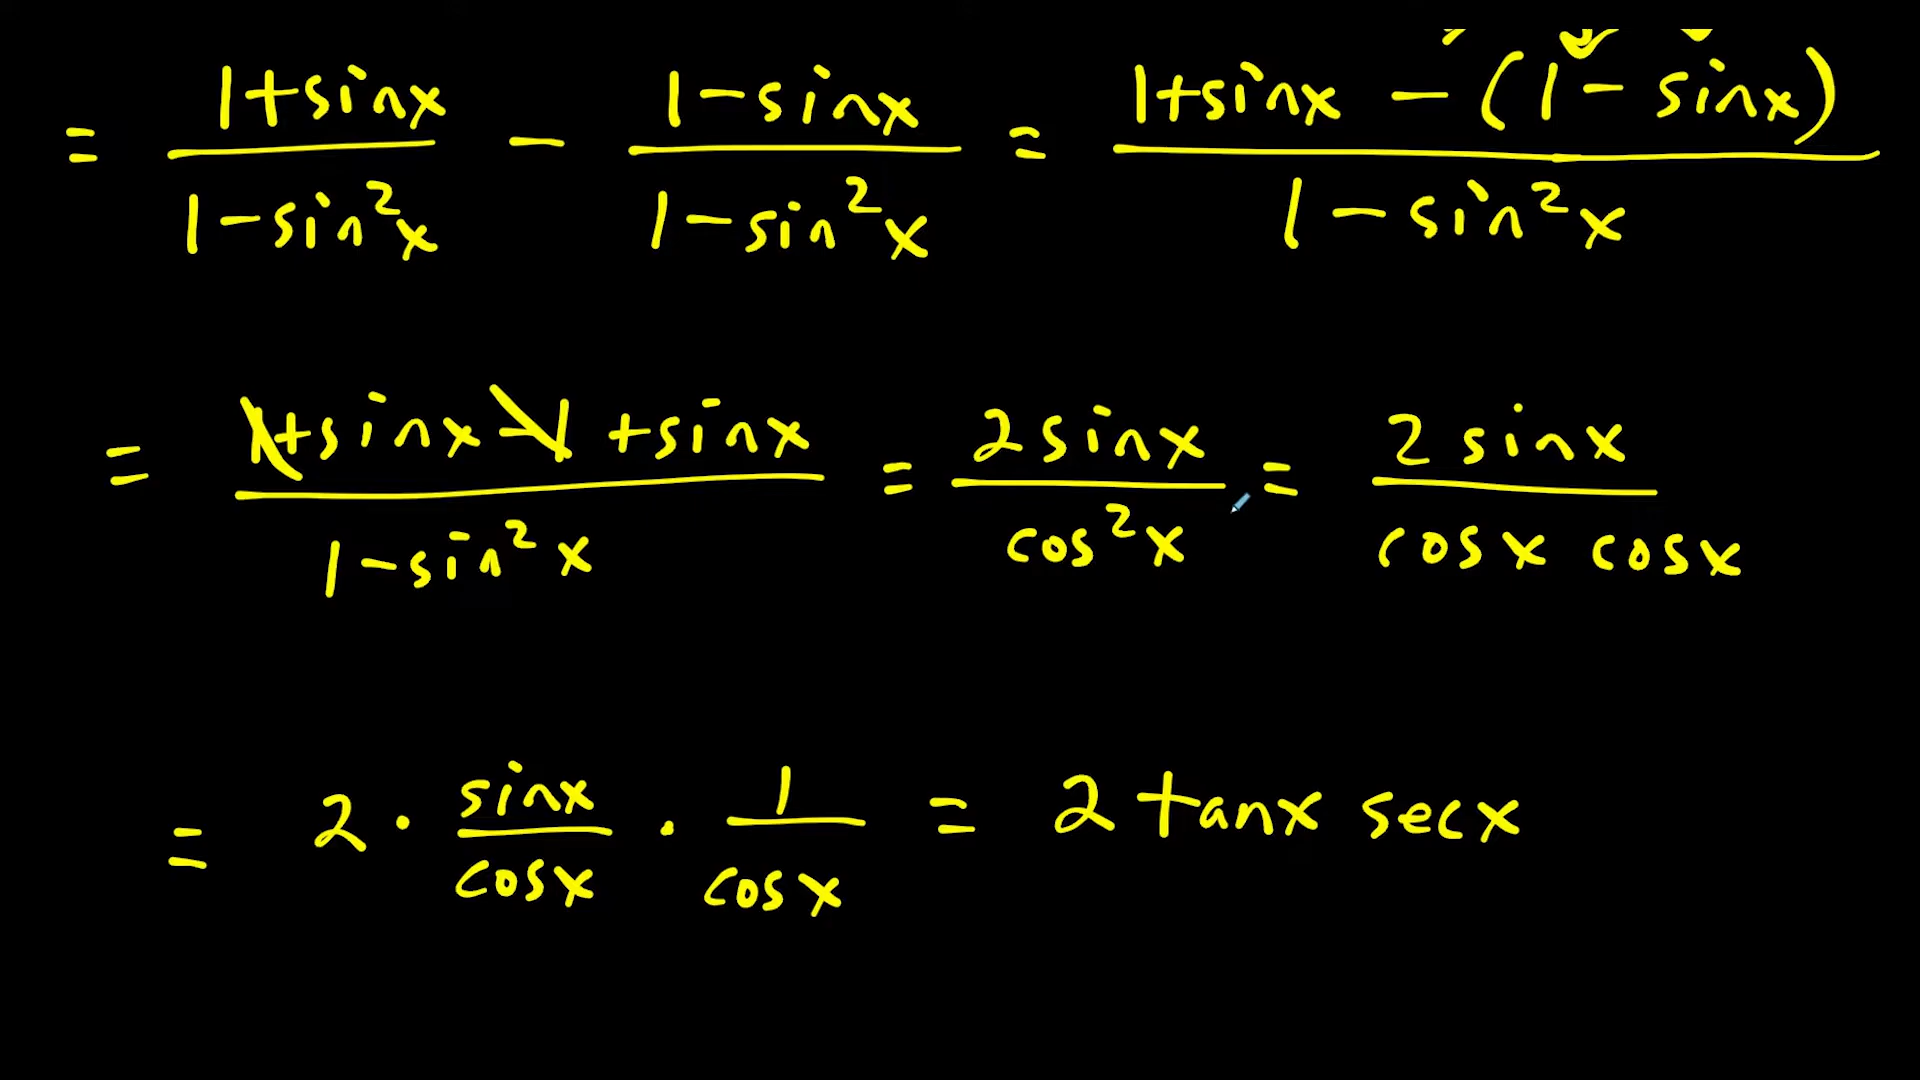 = (1+sinx)/(1-sin²x) - (1-sinx)/(1-sin²x) = (1+sinx - (1 - sinx))/(1 - sin²x)
= (1+sinx-1+sinx)/(1-sin²x) = 2sinx/cos²x = 2 sinx/(cosx cosx)
= 2 · sinx/cosx · 1/cosx = 2 tanx secx